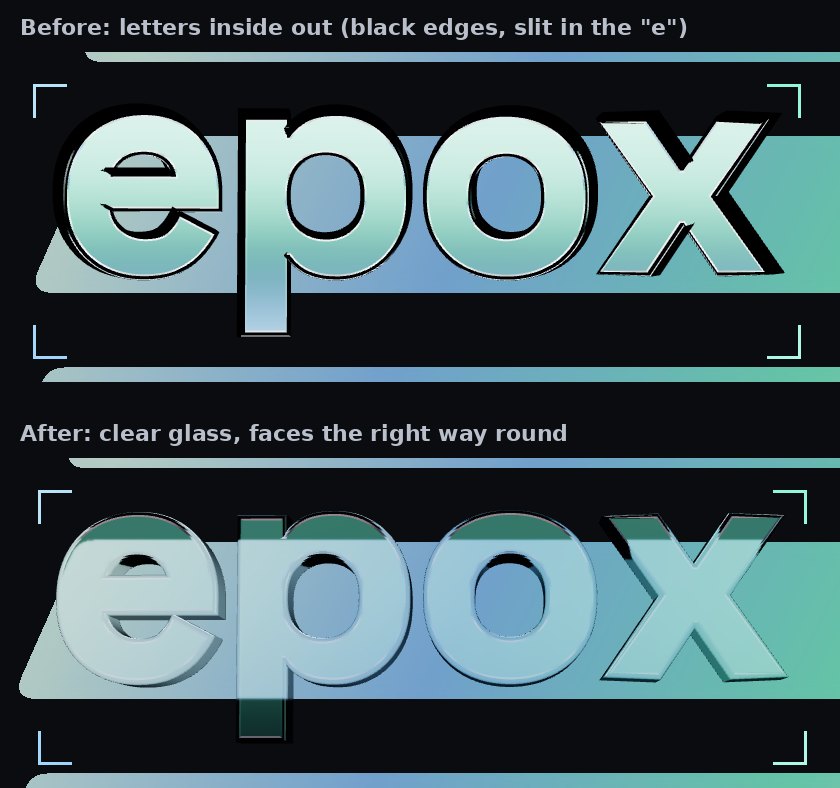 Before: letters inside out (black edges, slit in the "e")
epox
After: clear glass, faces the right way round
epox